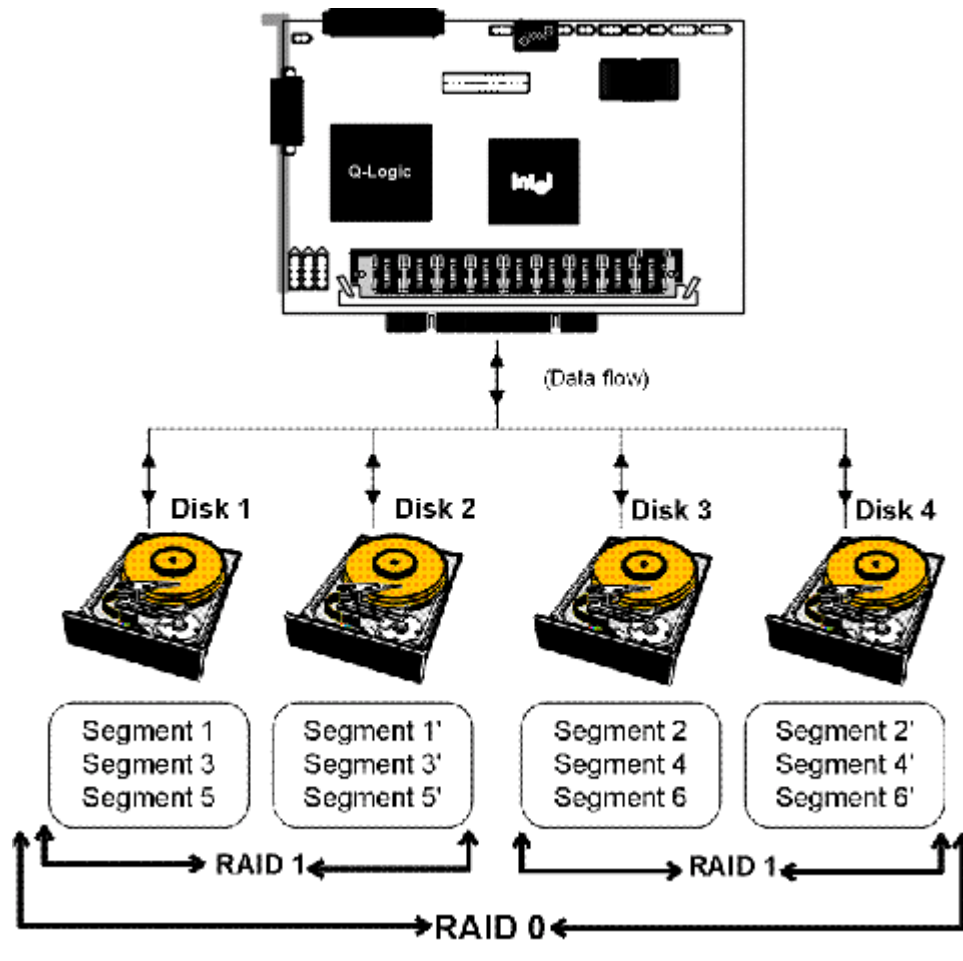 Q-Logic
intel
(Data flow)
Disk 1
Disk 2
Disk 3
Disk 4
Segment 1
Segment 3
Segment 5
Segment 1'
Segment 3'
Segment 5'
Segment 2
Segment 4
Segment 6
Segment 2'
Segment 4'
Segment 6'
RAID 1
RAID 1
RAID 0